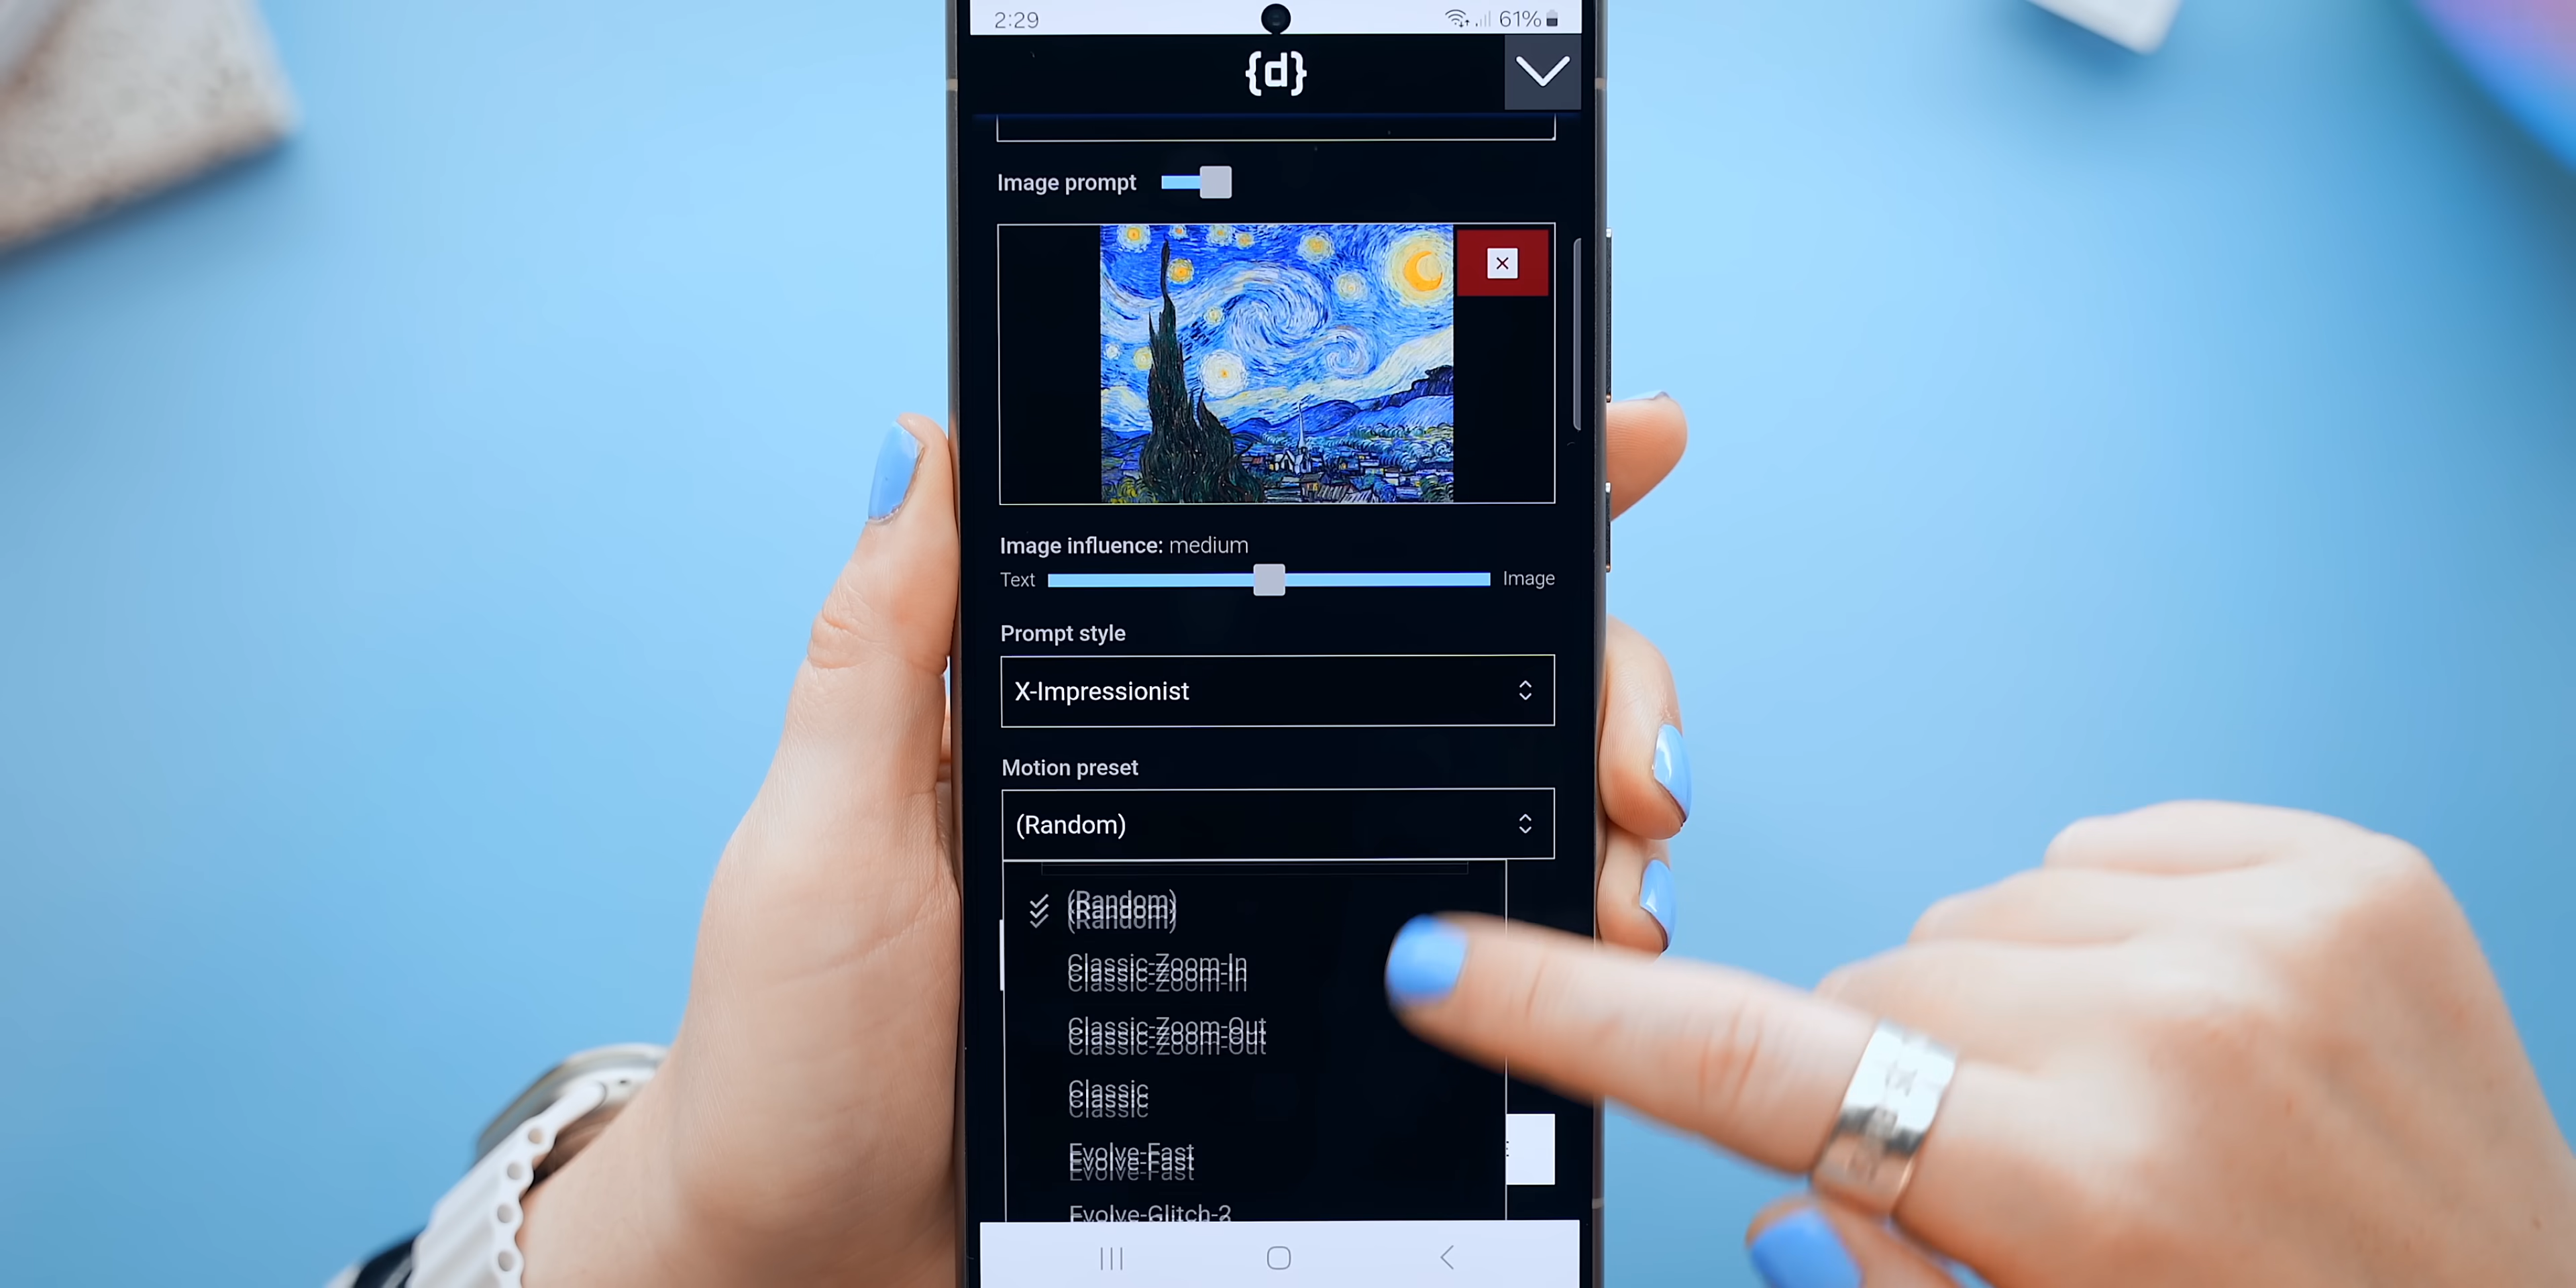 2:29
61%
{d}
Image prompt
Image influence: medium
Text
Image
Prompt style
X-Impressionist
Motion preset
(Random)
(Random)
Classic-Zoom-In
Classic-Zoom-Out
Classic
Evolve-Fast
Evolve-Glitch-2